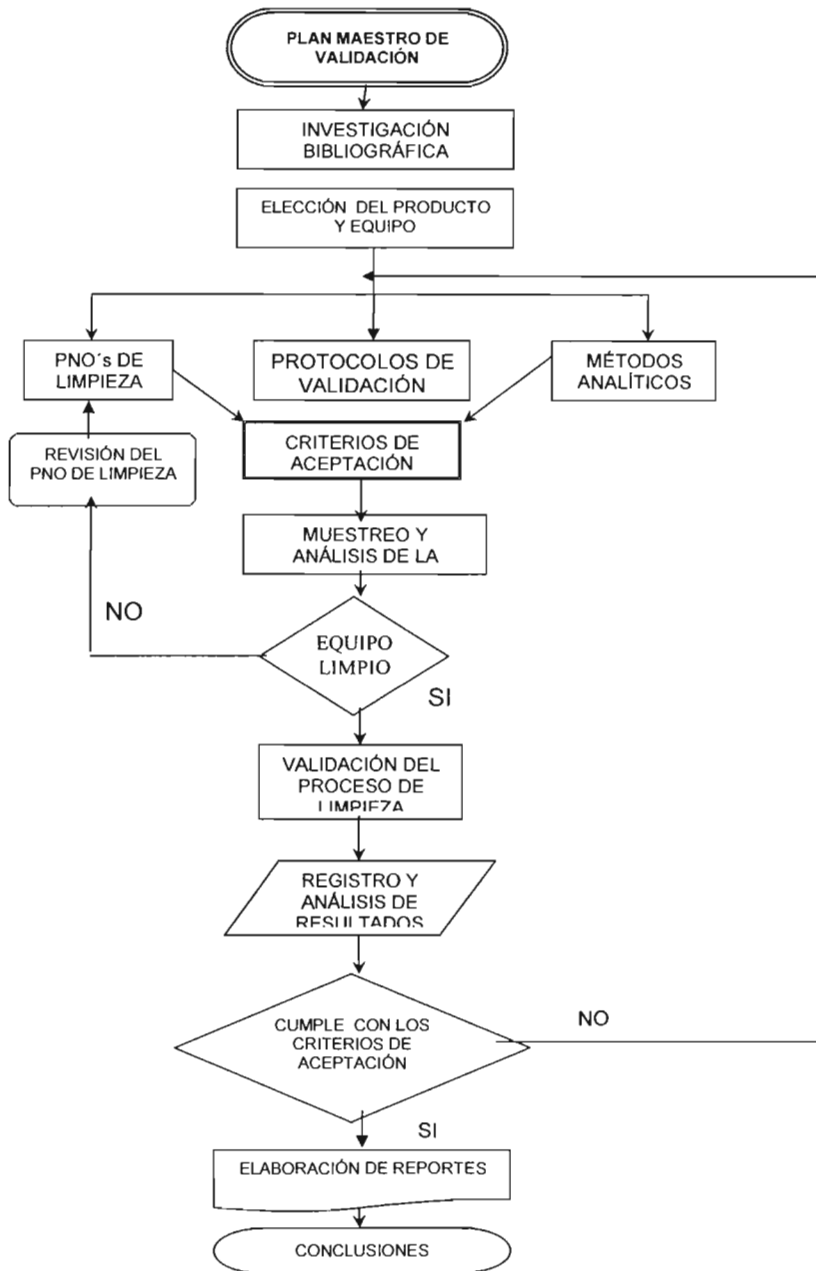 PLAN MAESTRO DE
VALIDACIÓN
INVESTIGACIÓN
BIBLIOGRÁFICA
ELECCIÓN DEL PRODUCTO
Y EQUIPO
PNO´s DE
LIMPIEZA
PROTOCOLOS DE
VALIDACIÓN
MÉTODOS
ANALÍTICOS
REVISIÓN DEL
PNO DE LIMPIEZA
CRITERIOS DE
ACEPTACIÓN
MUESTREO Y
ANÁLISIS DE LA
NO
EQUIPO
LIMPIO
SI
VALIDACIÓN DEL
PROCESO DE
LIMPIEZA
REGISTRO Y
ANÁLISIS DE
RESULTADOS
CUMPLE CON LOS
CRITERIOS DE
ACEPTACIÓN
NO
SI
ELABORACIÓN DE REPORTES
CONCLUSIONES